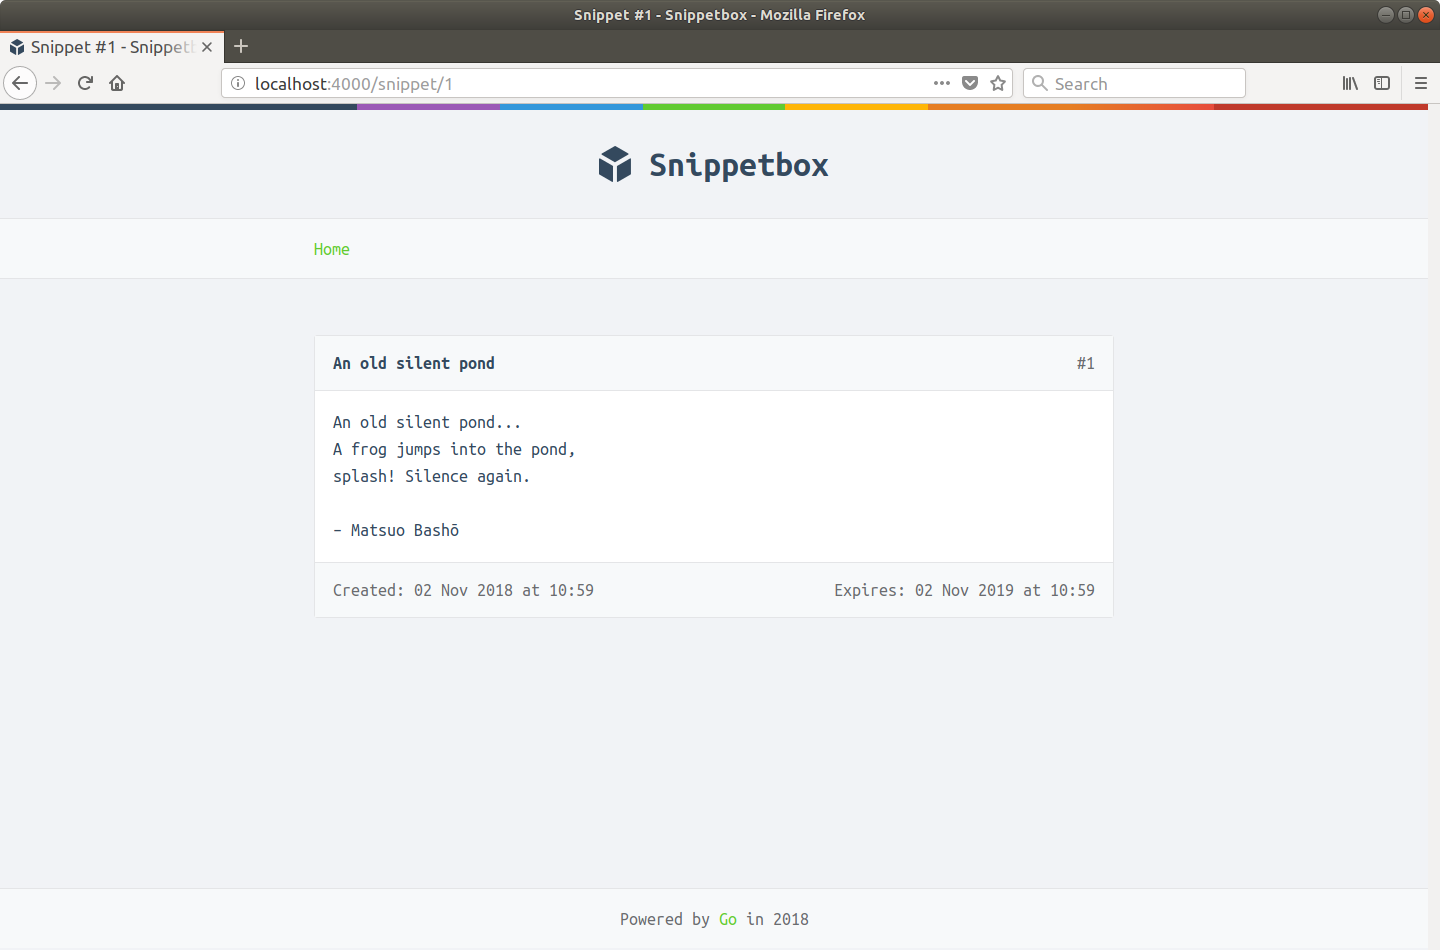 Snippet #1 - Snippetbox - Mozilla Firefox
Snippet #1 - Snippet
localhost:4000/snippet/1
Search
Snippetbox
Home
An old silent pond #1
An old silent pond...
A frog jumps into the pond,
splash! Silence again.
– Matsuo Bashō
Created: 02 Nov 2018 at 10:59 Expires: 02 Nov 2019 at 10:59
Powered by Go in 2018